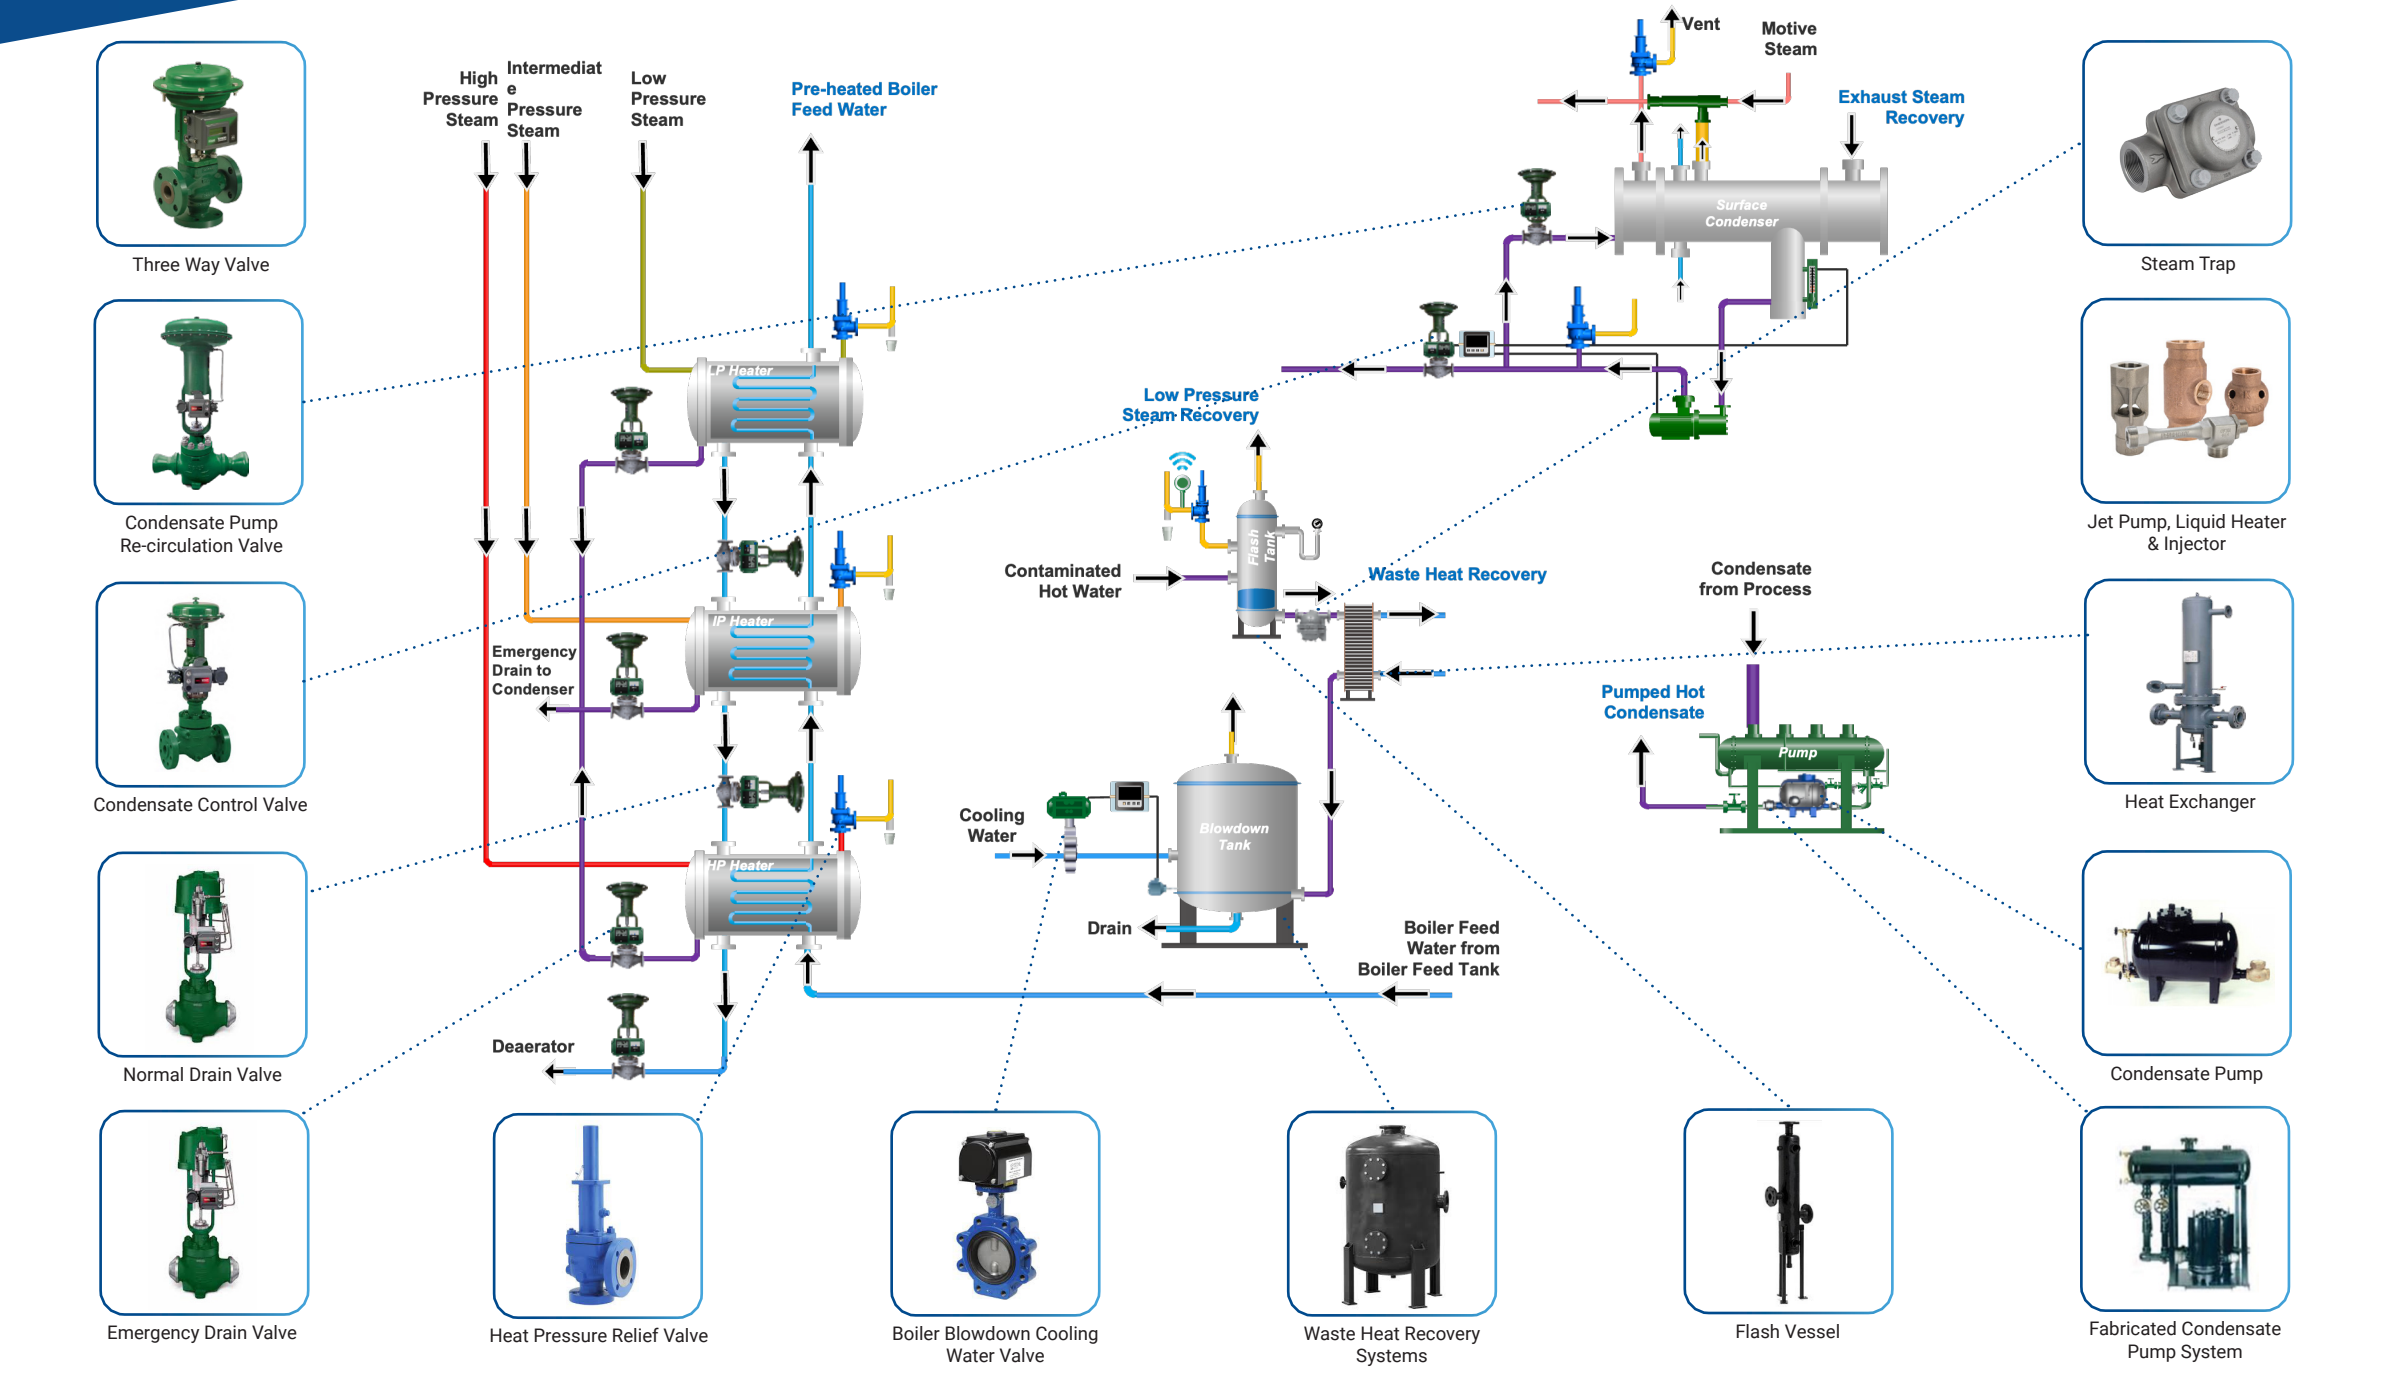 Vent
Motive
Steam
High
Pressure
Steam
Intermediat
e
Pressure
Steam
Low
Pressure
Steam
Pre-heated Boiler
Feed Water
Exhaust Steam
Recovery
Surface
Condenser
Three Way Valve
Steam Trap
LP Heater
Low Pressure
Steam Recovery
Condensate Pump
Re-circulation Valve
Jet Pump, Liquid Heater
& Injector
Flash
Tank
Contaminated
Hot Water
Waste Heat Recovery
Condensate
from Process
IP Heater
Emergency
Drain to
Condenser
Pumped Hot
Condensate
Pump
Condensate Control Valve
Heat Exchanger
Cooling
Water
Blowdown
Tank
HP Heater
Drain
Boiler Feed
Water from
Boiler Feed Tank
Deaerator
Normal Drain Valve
Condensate Pump
Emergency Drain Valve
Heat Pressure Relief Valve
Boiler Blowdown Cooling
Water Valve
Waste Heat Recovery
Systems
Flash Vessel
Fabricated Condensate
Pump System